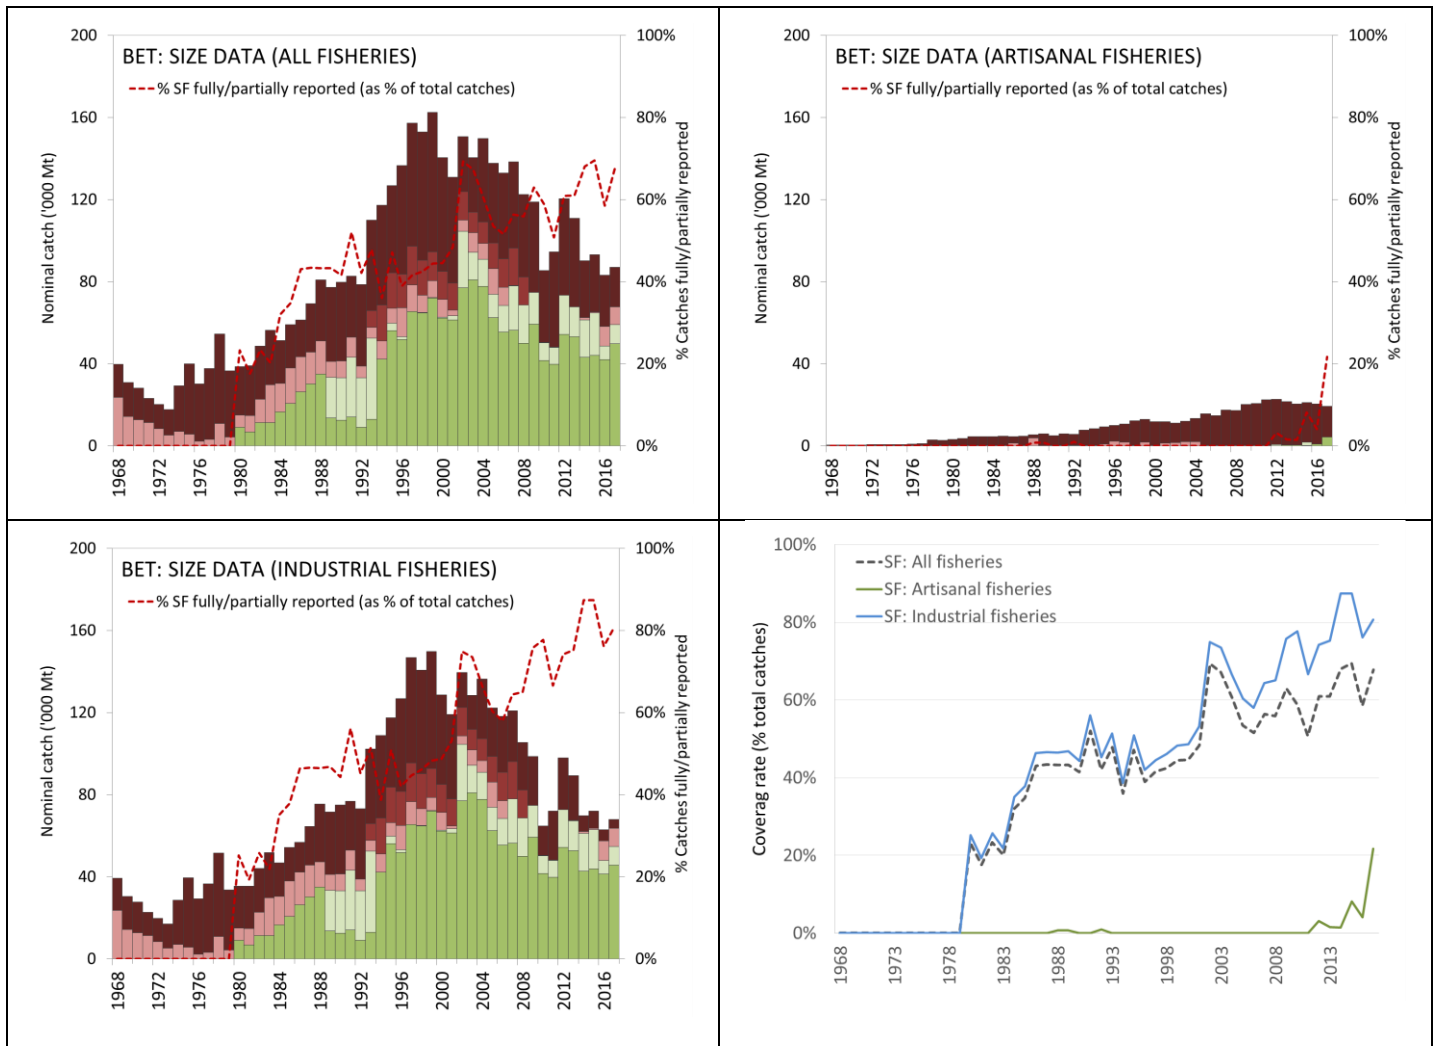 BET: SIZE DATA (ALL FISHERIES)
% SF fully/partially reported (as % of total catches)
Nominal catch ('000 Mt)
% Catches fully/partially reported
200
160
120
80
40
0
100%
80%
60%
40%
20%
0%
1968 1972 1976 1980 1984 1988 1992 1996 2000 2004 2008 2012 2016
BET: SIZE DATA (ARTISANAL FISHERIES)
% SF fully/partially reported (as % of total catches)
Nominal catch ('000 Mt)
% Catches fully/partially reported
200
160
120
80
40
0
100%
80%
60%
40%
20%
0%
1968 1972 1976 1980 1984 1988 1992 1996 2000 2004 2008 2012 2016
BET: SIZE DATA (INDUSTRIAL FISHERIES)
% SF fully/partially reported (as % of total catches)
Nominal catch ('000 Mt)
% Catches fully/partially reported
200
160
120
80
40
0
100%
80%
60%
40%
20%
0%
1968 1972 1976 1980 1984 1988 1992 1996 2000 2004 2008 2012 2016
SF: All fisheries
SF: Artisanal fisheries
SF: Industrial fisheries
Coverag rate (% total catches)
100%
80%
60%
40%
20%
0%
1968 1973 1978 1983 1988 1993 1998 2003 2008 2013